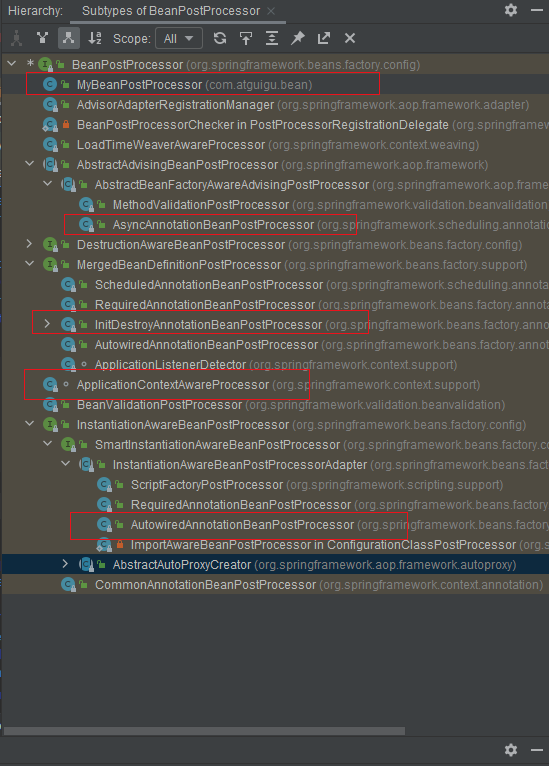 Hierarchy: Subtypes of BeanPostProcessor
Scope: All
BeanPostProcessor (org.springframework.beans.factory.config)
MyBeanPostProcessor (com.atguigu.bean)
AdvisorAdapterRegistrationManager (org.springframework.aop.framework.adapter)
BeanPostProcessorChecker in PostProcessorRegistrationDelegate (org.springframework.conte
LoadTimeWeaverAwareProcessor (org.springframework.context.weaving)
AbstractAdvisingBeanPostProcessor (org.springframework.aop.framework)
AbstractBeanFactoryAwareAdvisingPostProcessor (org.springframework.aop.frame
MethodValidationPostProcessor (org.springframework.validation.beanvalidation
AsyncAnnotationBeanPostProcessor (org.springframework.scheduling.annotation
DestructionAwareBeanPostProcessor (org.springframework.beans.factory.config)
MergedBeanDefinitionPostProcessor (org.springframework.beans.factory.support)
ScheduledAnnotationBeanPostProcessor (org.springframework.scheduling.annota
RequiredAnnotationBeanPostProcessor (org.springframework.beans.factory.anno
InitDestroyAnnotationBeanPostProcessor (org.springframework.beans.factory.anno
AutowiredAnnotationBeanPostProcessor (org.springframework.beans.factory.anno
ApplicationListenerDetector (org.springframework.context.support)
ApplicationContextAwareProcessor (org.springframework.context.support)
BeanValidationPostProcessor (org.springframework.validation.beanvalidation)
InstantiationAwareBeanPostProcessor (org.springframework.beans.factory.config)
SmartInstantiationAwareBeanPostProcessor (org.springframework.beans.factory.co
InstantiationAwareBeanPostProcessorAdapter (org.springframework.beans.fact
ScriptFactoryPostProcessor (org.springframework.scripting.support)
RequiredAnnotationBeanPostProcessor (org.springframework.beans.factory
AutowiredAnnotationBeanPostProcessor (org.springframework.beans.factory
ImportAwareBeanPostProcessor in ConfigurationClassPostProcessor (org.s
AbstractAutoProxyCreator (org.springframework.aop.framework.autoproxy)
CommonAnnotationBeanPostProcessor (org.springframework.context.annotation)